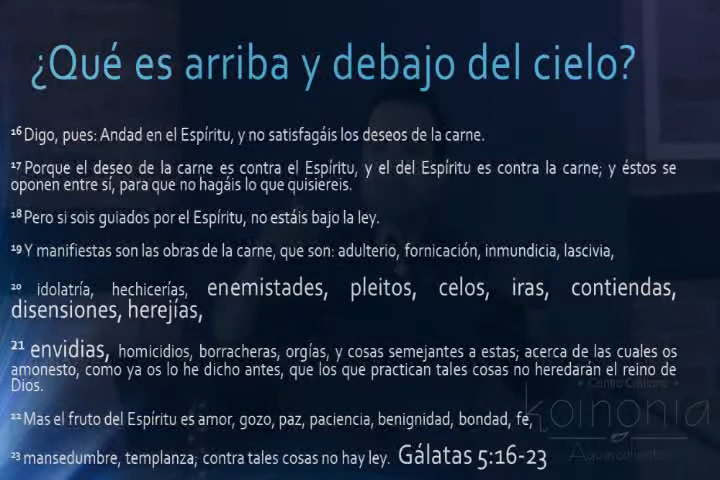 ¿Qué es arriba y debajo del cielo?
16 Digo, pues: Andad en el Espíritu, y no satisfagáis los deseos de la carne.
17 Porque el deseo de la carne es contra el Espíritu, y el del Espíritu es contra la carne; y éstos se
oponen entre sí, para que no hagáis lo que quisiereis.
18 Pero si sois guiados por el Espíritu, no estáis bajo la ley.
19 Y manifiestas son las obras de la carne, que son: adulterio, fornicación, inmundicia, lascivia,
20 idolatría, hechicerías, enemistades, pleitos, celos, iras, contiendas,
disensiones, herejías,
21 envidias, homicidios, borracheras, orgías, y cosas semejantes a estas; acerca de las cuales os
amonesto, como ya os lo he dicho antes, que los que practican tales cosas no heredarán el reino de
Dios.
22 Mas el fruto del Espíritu es amor, gozo, paz, paciencia, benignidad, bondad, fe,
23 mansedumbre, templanza; contra tales cosas no hay ley. Gálatas 5:16-23
• Centro Cristiano •
koinonia
Aguascalientes